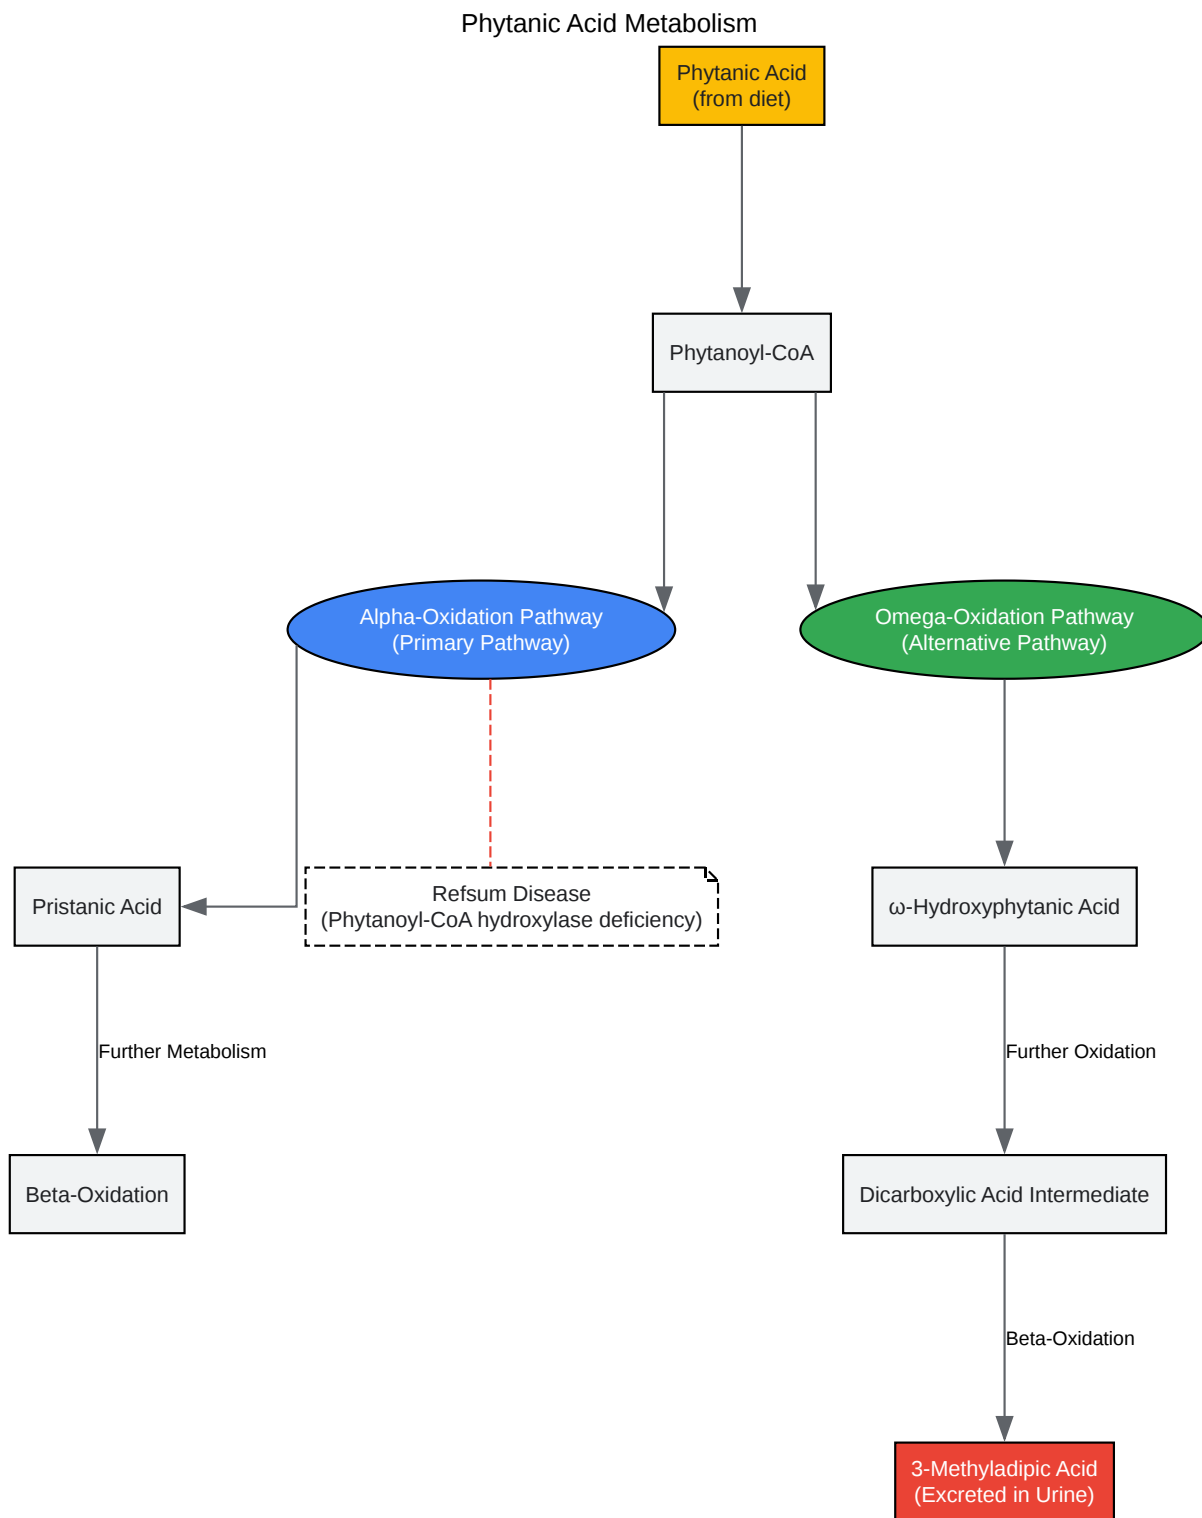 Phytanic Acid Metabolism
Phytanic Acid
(from diet)
Phytanoyl-CoA
Alpha-Oxidation Pathway
(Primary Pathway)
Omega-Oxidation Pathway
(Alternative Pathway)
Pristanic Acid
Refsum Disease
(Phytanoyl-CoA hydroxylase deficiency)
ω-Hydroxyphytanic Acid
Further Metabolism
Further Oxidation
Beta-Oxidation
Dicarboxylic Acid Intermediate
Beta-Oxidation
3-Methyladipic Acid
(Excreted in Urine)